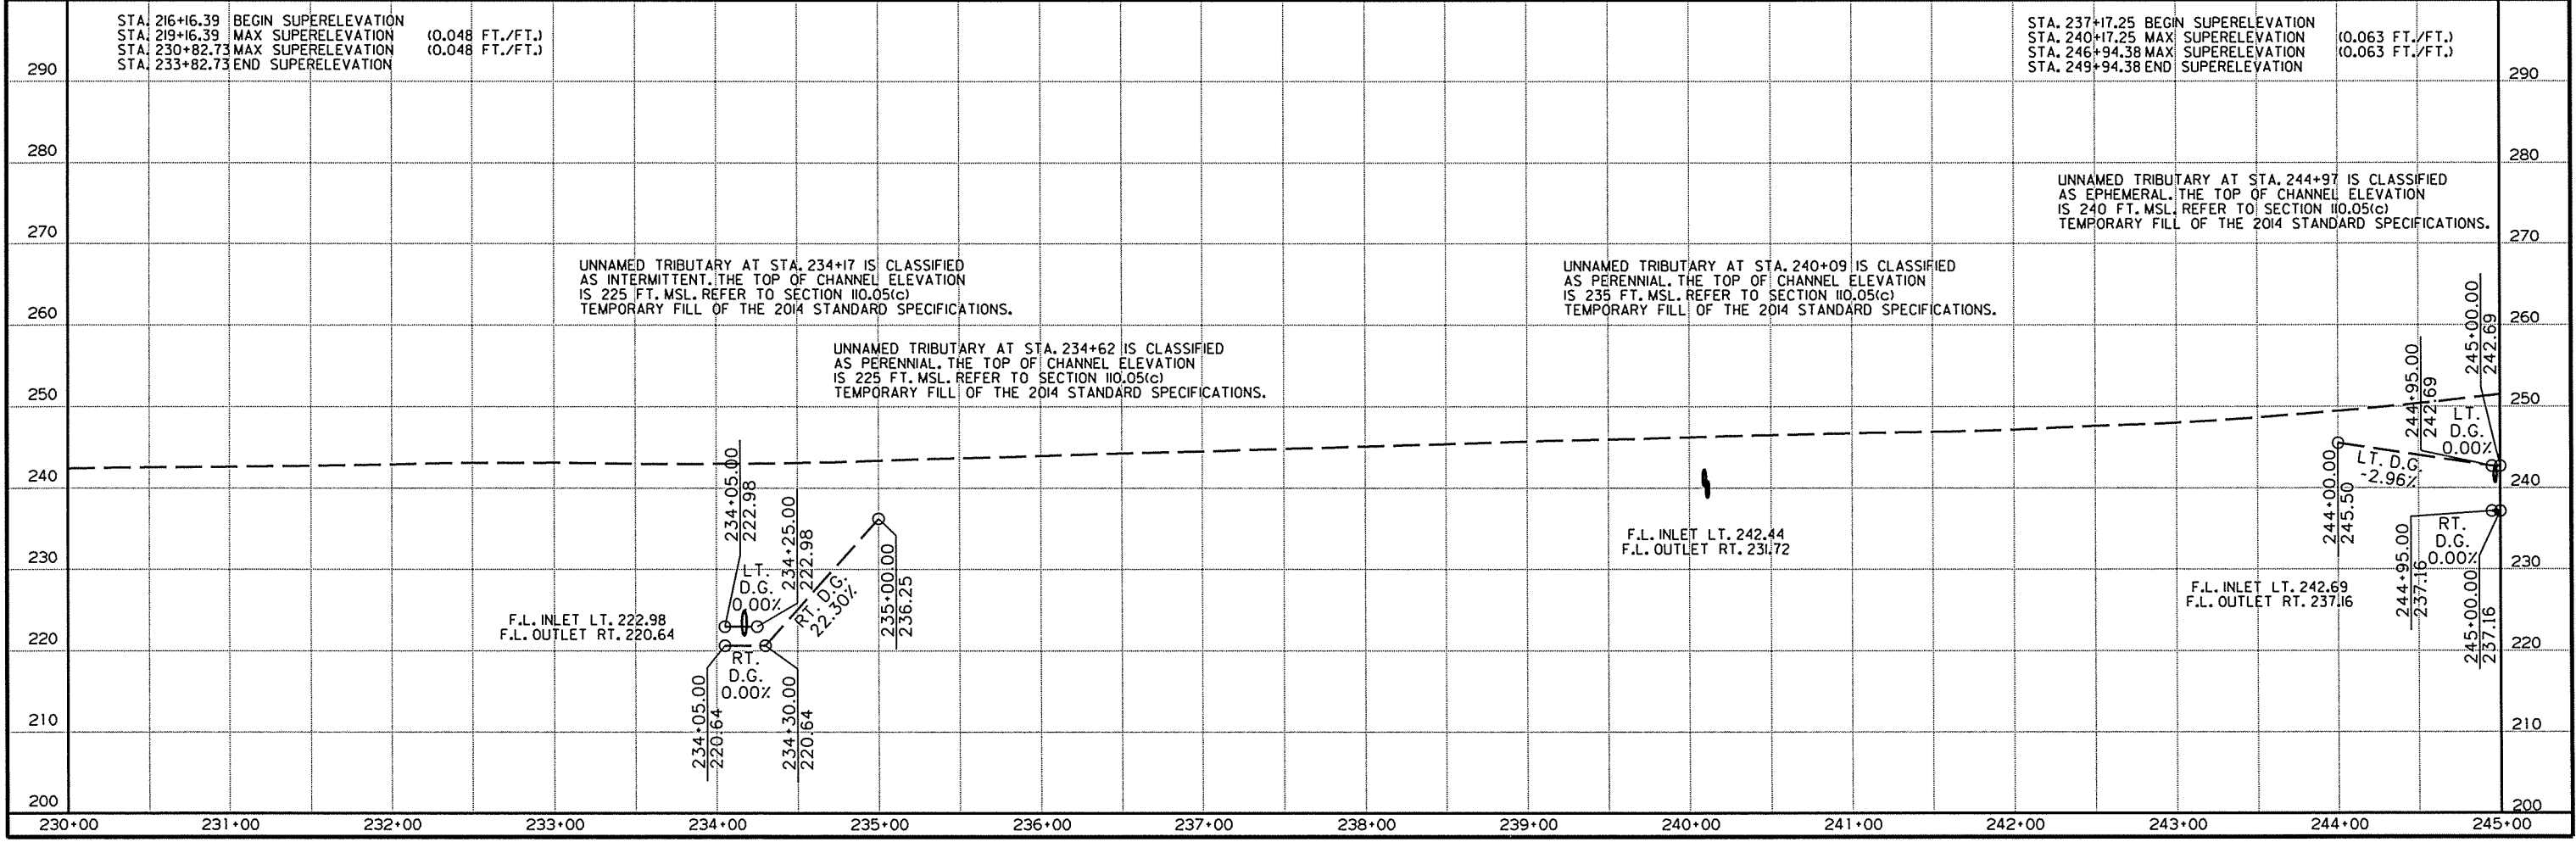 STA. 216+16.39 BEGIN SUPERELEVATION
STA. 219+16.39 MAX SUPERELEVATION (0.048 FT./FT.)
STA. 230+82.73 MAX SUPERELEVATION (0.048 FT./FT.)
STA. 233+82.73 END SUPERELEVATION
STA. 237+17.25 BEGIN SUPERELEVATION
STA. 240+17.25 MAX SUPERELEVATION (0.063 FT./FT.)
STA. 246+94.38 MAX SUPERELEVATION (0.063 FT./FT.)
STA. 249+94.38 END SUPERELEVATION
290
280
270
260
250
240
230
220
210
200
UNNAMED TRIBUTARY AT STA. 234+17 IS CLASSIFIED
AS INTERMITTENT. THE TOP OF CHANNEL ELEVATION
IS 225 FT. MSL. REFER TO SECTION 110.05(c)
TEMPORARY FILL OF THE 2014 STANDARD SPECIFICATIONS.
UNNAMED TRIBUTARY AT STA. 234+62 IS CLASSIFIED
AS PERENNIAL. THE TOP OF CHANNEL ELEVATION
IS 225 FT. MSL. REFER TO SECTION 110.05(c)
TEMPORARY FILL OF THE 2014 STANDARD SPECIFICATIONS.
UNNAMED TRIBUTARY AT STA. 240+09 IS CLASSIFIED
AS PERENNIAL. THE TOP OF CHANNEL ELEVATION
IS 235 FT. MSL. REFER TO SECTION 110.05(c)
TEMPORARY FILL OF THE 2014 STANDARD SPECIFICATIONS.
UNNAMED TRIBUTARY AT STA. 244+97 IS CLASSIFIED
AS EPHEMERAL. THE TOP OF CHANNEL ELEVATION
IS 240 FT. MSL. REFER TO SECTION 110.05(c)
TEMPORARY FILL OF THE 2014 STANDARD SPECIFICATIONS.
234+05.00
222.98
234+25.00
222.98
LT.
D.G.
0.00%
RT. D.G.
22.30%
235+00.00
236.25
F.L. INLET LT. 222.98
F.L. OUTLET RT. 220.64
RT.
D.G.
0.00%
234+05.00
220.64
234+30.00
220.64
F.L. INLET LT. 242.44
F.L. OUTLET RT. 231.72
244+00.00
245.50
LT. D.G.
-2.96%
244+95.00
242.69
245+00.00
242.69
LT.
D.G.
0.00%
RT.
D.G.
0.00%
244+95.00
237.16
245+00.00
237.16
F.L. INLET LT. 242.69
F.L. OUTLET RT. 237.16
290
280
270
260
250
240
230
220
210
200
230+00 231+00 232+00 233+00 234+00 235+00 236+00 237+00 238+00 239+00 240+00 241+00 242+00 243+00 244+00 245+00